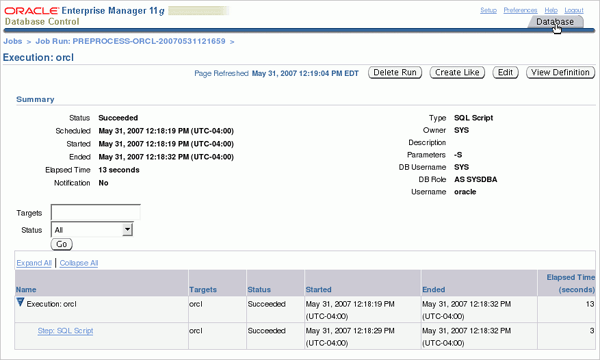 ORACLE Enterprise Manager 11g
Database Control
Setup Preferences Help Logout
Database
Jobs > Job Run: PREPROCESS-ORCL-20070531121659 >
Execution: orcl
Page Refreshed May 31, 2007 12:19:04 PM EDT Delete Run Create Like Edit View Definition
Summary
Status Succeeded
Scheduled May 31, 2007 12:18:19 PM (UTC-04:00)
Started May 31, 2007 12:18:19 PM (UTC-04:00)
Ended May 31, 2007 12:18:32 PM (UTC-04:00)
Elapsed Time 13 seconds
Notification No
Type SQL Script
Owner SYS
Description
Parameters -S
DB Username SYS
DB Role AS SYSDBA
Username oracle
Targets
Status All
Go
Expand All | Collapse All
Name Targets Status Started Ended Elapsed Time (seconds)
Execution: orcl orcl Succeeded May 31, 2007 12:18:19 PM (UTC-04:00) May 31, 2007 12:18:32 PM (UTC-04:00) 13
Step: SQL Script orcl Succeeded May 31, 2007 12:18:29 PM (UTC-04:00) May 31, 2007 12:18:32 PM (UTC-04:00) 3